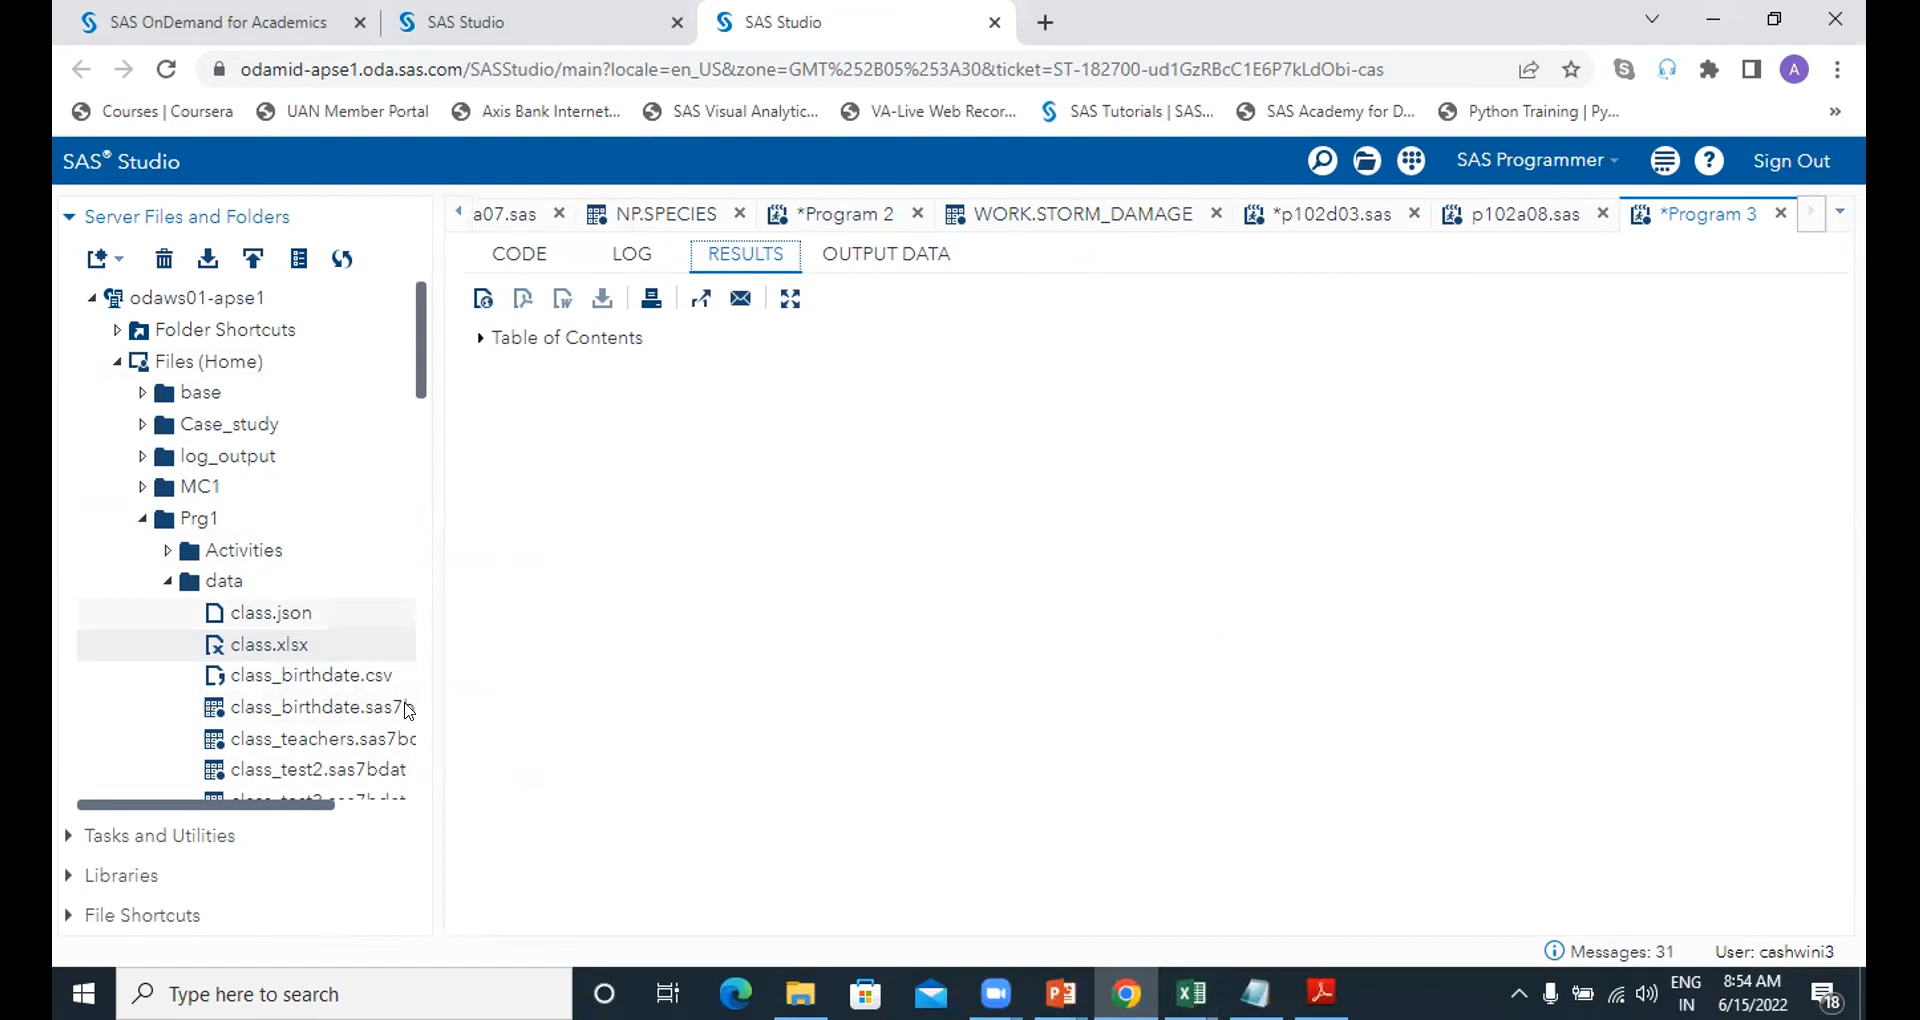 SAS OnDemand for Academics
SAS Studio
SAS Studio
odamid-apse1.oda.sas.com/SASStudio/main?locale=en_US&zone=GMT%252B05%253A30&ticket=ST-182700-ud1GzRBcC1E6P7kLdObi-cas
A
Courses | Coursera
UAN Member Portal
Axis Bank Internet...
SAS Visual Analytic...
VA-Live Web Recor...
SAS Tutorials | SAS...
SAS Academy for D...
Python Training | Py...
SAS® Studio
SAS Programmer
Sign Out
Server Files and Folders
a07.sas
NP.SPECIES
*Program 2
WORK.STORM_DAMAGE
*p102d03.sas
p102a08.sas
*Program 3
CODE
LOG
RESULTS
OUTPUT DATA
Table of Contents
odaws01-apse1
Folder Shortcuts
Files (Home)
base
Case_study
log_output
MC1
Prg1
Activities
data
class.json
class.xlsx
class_birthdate.csv
class_birthdate.sas7b
class_teachers.sas7bd
class_test2.sas7bdat
Tasks and Utilities
Libraries
File Shortcuts
Messages: 31
User: cashwini3
Type here to search
ENG
IN
8:54 AM
6/15/2022
18